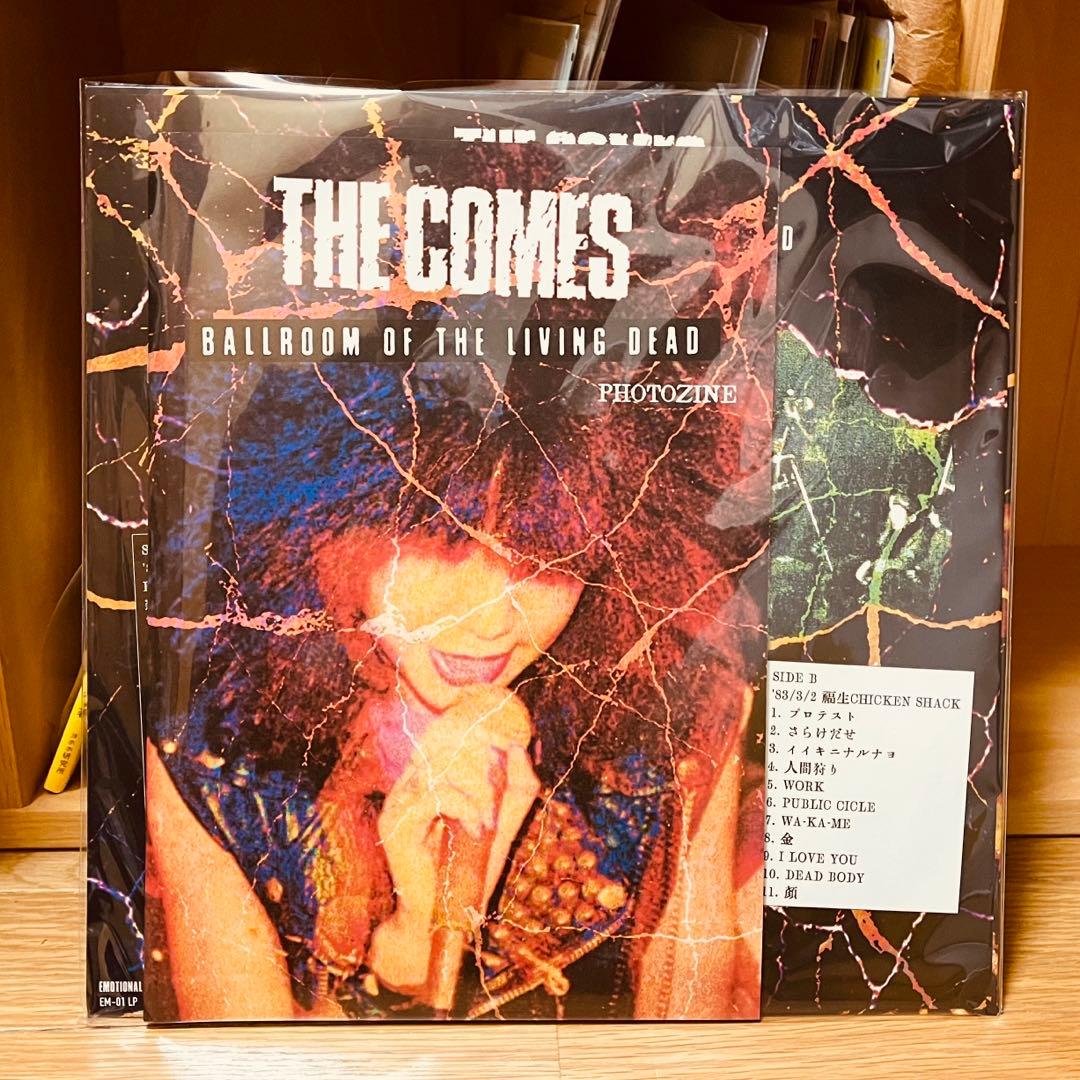 THE COMES
THE COMES
BALLROOM OF THE LIVING DEAD
PHOTOZINE
D
SIDE B
'83/3/2 福生CHICKEN SHACK
1. プロテスト
2. さらけだせ
3. イイキニナルナヨ
4. 人間狩り
5. WORK
6. PUBLIC CICLE
7. WA-KA-ME
8. 金
9. I LOVE YOU
10. DEAD BODY
11. 顔
EMOTIONAL
EM-01 LP